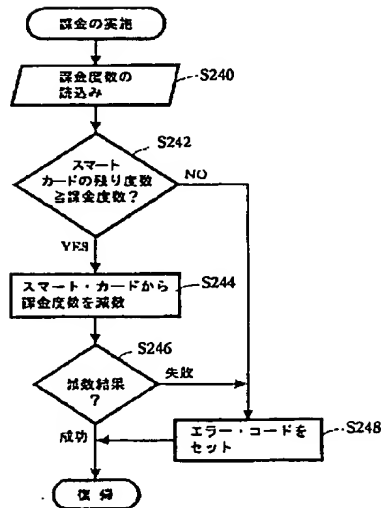 課金の実施
課金度数の
読込み
S240
S242
スマート
カードの残り度数
≧課金度数?
NO
YES
スマート・カードから
課金度数を減数
S244
S246
減数結果
?
失敗
成功
エラー・コードを
セット
S248
復帰